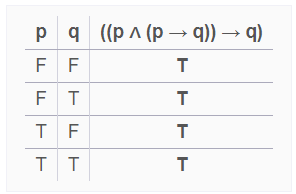 p q ((p ∧ (p → q)) → q)
F F T
F T T
T F T
T T T